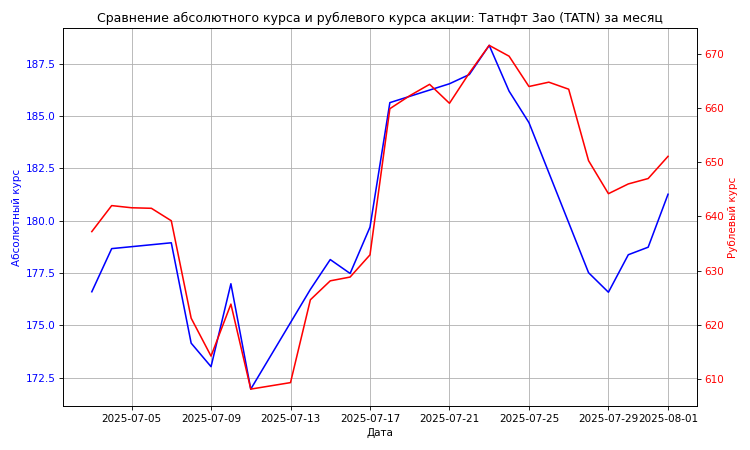 Сравнение абсолютного курса и рублевого курса акции: Татнфт 3ао (TATN) за месяц
Абсолютный курс
187.5
185.0
182.5
180.0
177.5
175.0
172.5
670
660
650
640
630
620
610
Рублевый курс
2025-07-05 2025-07-09 2025-07-13 2025-07-17 2025-07-21 2025-07-25 2025-07-29 2025-08-01
Дата